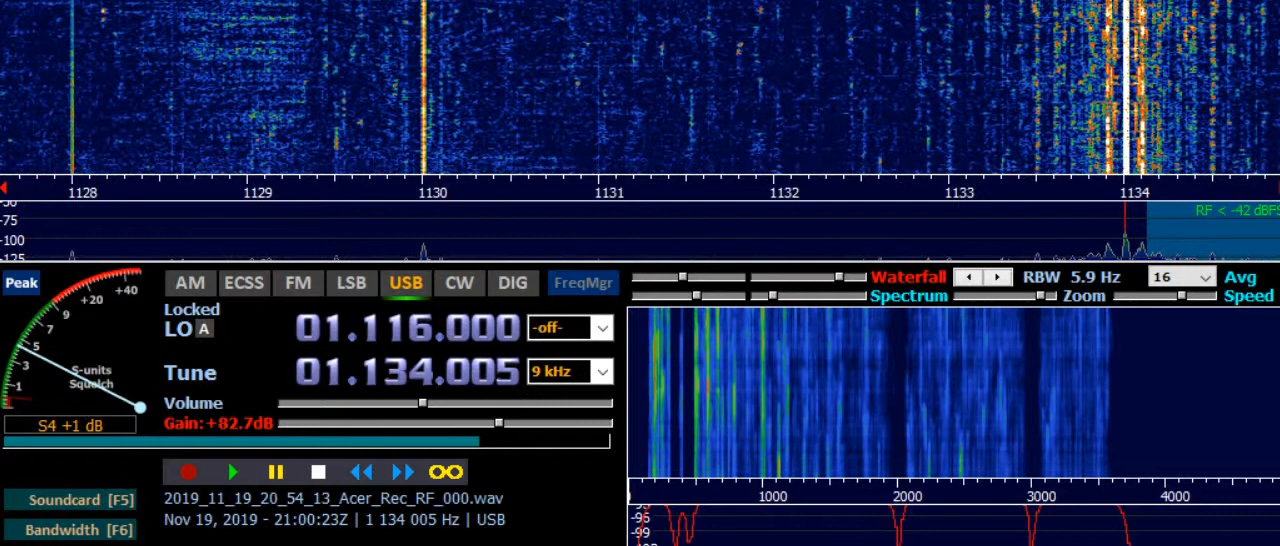 1128 1129 1130 1131 1132 1133 1134
-50
-75
-100
-125
RF < -42 dBFS
Peak
+40
+20
9
7
5
3
1
S-units
Squelch
S4 +1 dB
AM ECSS FM LSB USB CW DIG FreqMgr
Locked
LO A 01.116.000 -off-
Tune 01.134.005 9 kHz
Volume
Gain:+82.7dB
Waterfall RBW 5.9 Hz 16 Avg
Spectrum Zoom Speed
2019_11_19_20_54_13_Acer_Rec_RF_000.wav
Nov 19, 2019 - 21:00:23Z | 1 134 005 Hz | USB
Soundcard [F5]
Bandwidth [F6]
1000 2000 3000 4000
-96
-99